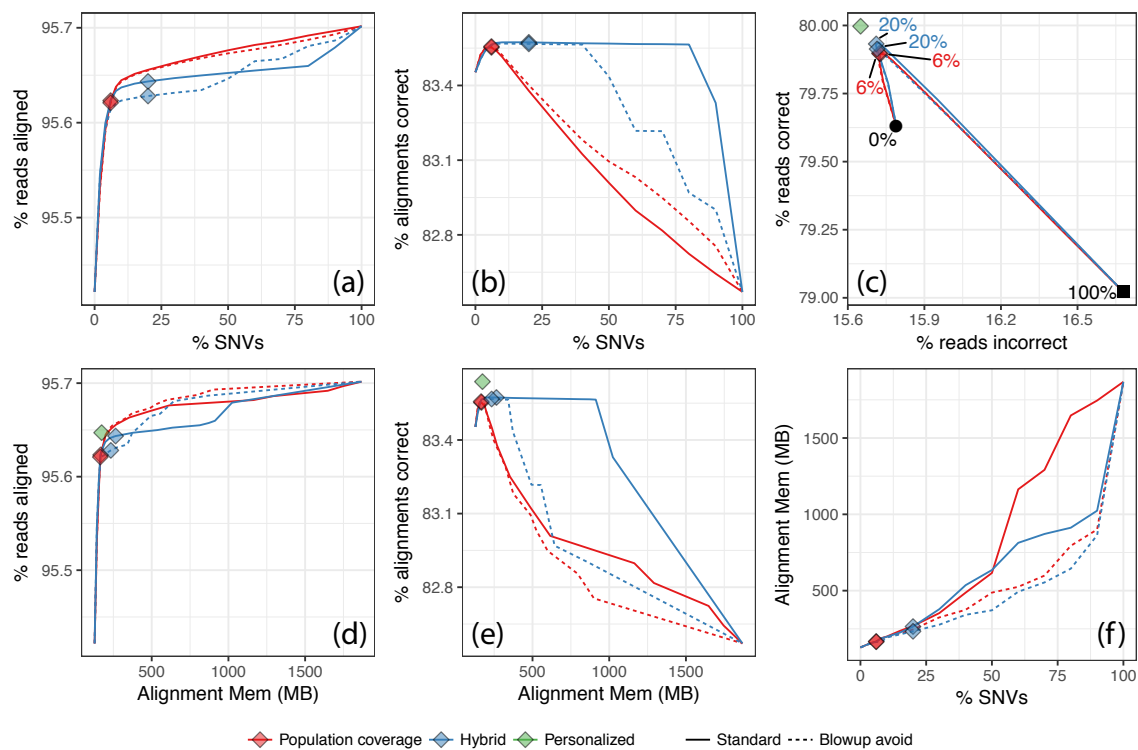 95.7
95.6
95.5
% reads aligned
(a)
0 25 50 75 100
% SNVs
83.4
83.1
82.8
% alignments correct
(b)
0 25 50 75 100
% SNVs
80.00
79.75
79.50
79.25
79.00
% reads correct
20%
20%
6%
6%
0%
100%
(c)
15.6 15.9 16.2 16.5
% reads incorrect
95.7
95.6
95.5
% reads aligned
(d)
500 1000 1500
Alignment Mem (MB)
83.4
83.1
82.8
% alignments correct
(e)
500 1000 1500
Alignment Mem (MB)
1500
1000
500
Alignment Mem (MB)
(f)
0 25 50 75 100
% SNVs
Population coverage Hybrid Personalized Standard Blowup avoid